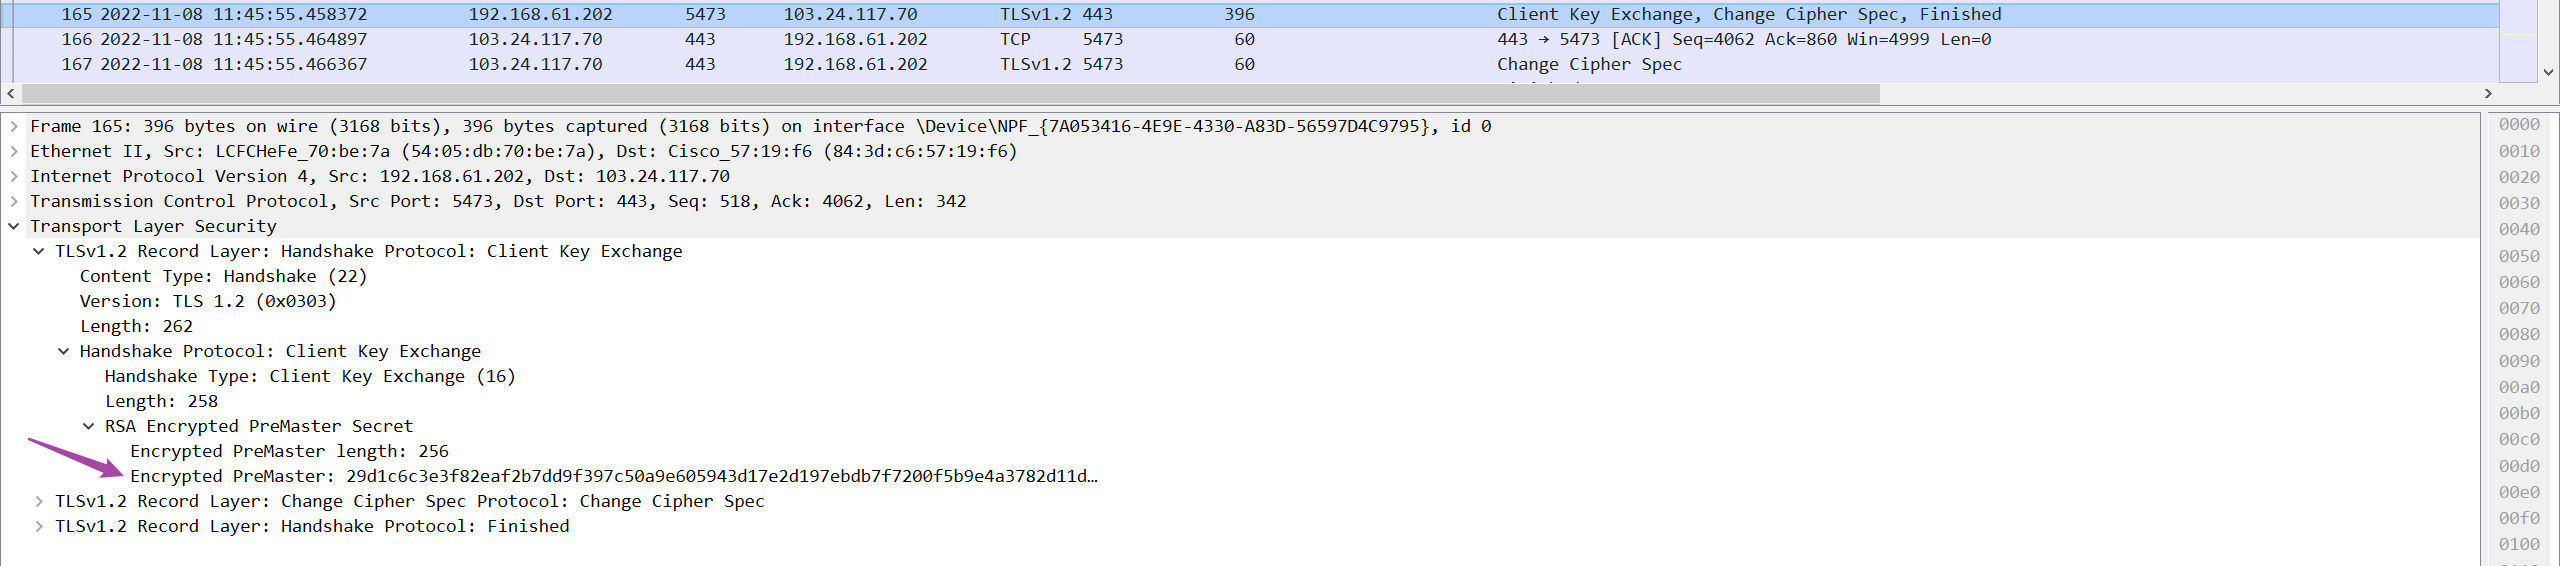 165 2022-11-08 11:45:55.458372 192.168.61.202 5473 103.24.117.70 TLSv1.2 443 396 Client Key Exchange, Change Cipher Spec, Finished
166 2022-11-08 11:45:55.464897 103.24.117.70 443 192.168.61.202 TCP 5473 60 443 → 5473 [ACK] Seq=4062 Ack=860 Win=4999 Len=0
167 2022-11-08 11:45:55.466367 103.24.117.70 443 192.168.61.202 TLSv1.2 5473 60 Change Cipher Spec
Frame 165: 396 bytes on wire (3168 bits), 396 bytes captured (3168 bits) on interface \Device\NPF_{7A053416-4E9E-4330-A83D-56597D4C9795}, id 0
Ethernet II, Src: LCFCHeFe_70:be:7a (54:05:db:70:be:7a), Dst: Cisco_57:19:f6 (84:3d:c6:57:19:f6)
Internet Protocol Version 4, Src: 192.168.61.202, Dst: 103.24.117.70
Transmission Control Protocol, Src Port: 5473, Dst Port: 443, Seq: 518, Ack: 4062, Len: 342
Transport Layer Security
TLSv1.2 Record Layer: Handshake Protocol: Client Key Exchange
Content Type: Handshake (22)
Version: TLS 1.2 (0x0303)
Length: 262
Handshake Protocol: Client Key Exchange
Handshake Type: Client Key Exchange (16)
Length: 258
RSA Encrypted PreMaster Secret
Encrypted PreMaster length: 256
Encrypted PreMaster: 29d1c6c3e3f82eaf2b7dd9f397c50a9e605943d17e2d197ebdb7f7200f5b9e4a3782d11d…
TLSv1.2 Record Layer: Change Cipher Spec Protocol: Change Cipher Spec
TLSv1.2 Record Layer: Handshake Protocol: Finished
0000
0010
0020
0030
0040
0050
0060
0070
0080
0090
00a0
00b0
00c0
00d0
00e0
00f0
0100